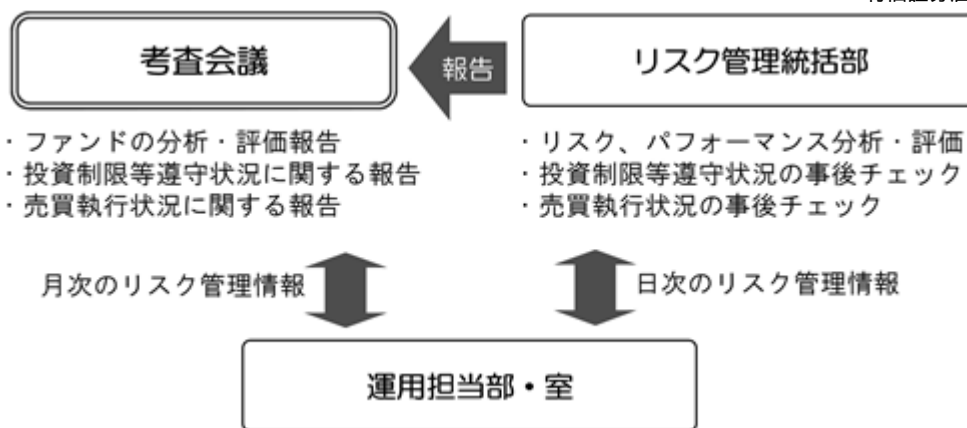 考査会議
報告
リスク管理統括部
・ファンドの分析・評価報告
・投資制限等遵守状況に関する報告
・売買執行状況に関する報告
・リスク、パフォーマンス分析・評価
・投資制限等遵守状況の事後チェック
・売買執行状況の事後チェック
月次のリスク管理情報
日次のリスク管理情報
運用担当部・室